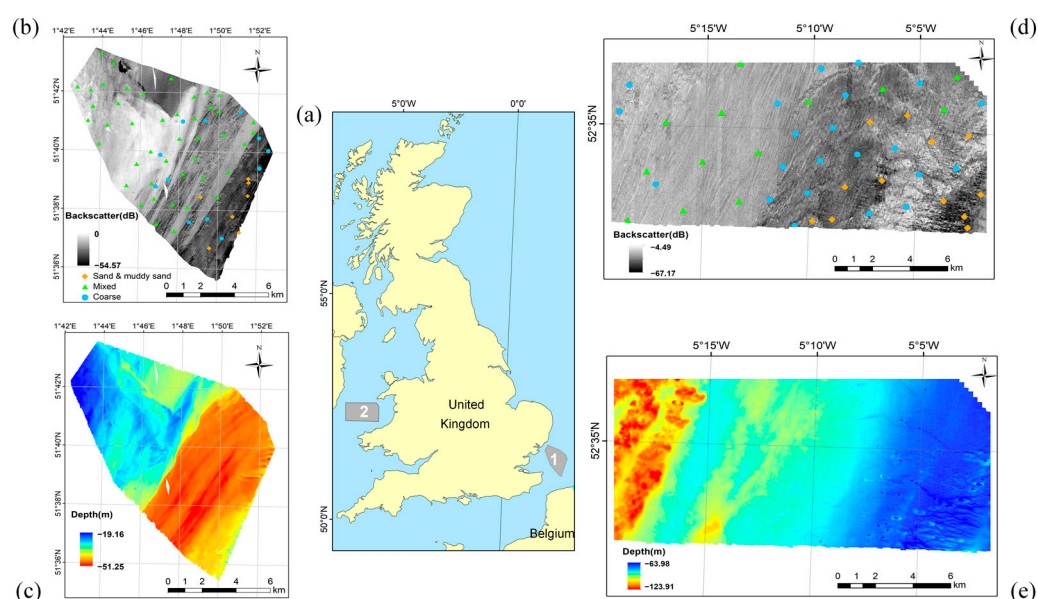 (b)
1°42'E 1°44'E 1°46'E 1°48'E 1°50'E 1°52'E
N
51°42'N
51°40'N
51°38'N
51°36'N
Backscatter(dB)
0
−54.57
Sand & muddy sand
Mixed
Coarse
0 1 2 4 6
km
1°42'E 1°44'E 1°46'E 1°48'E 1°50'E 1°52'E
N
51°42'N
51°40'N
51°38'N
51°36'N
Depth(m)
−19.16
−51.25
0 1 2 4 6
km
(c)
(a)
5°0'W 0°0'
55°0'N
50°0'N
2
1
United
Kingdom
Belgium
(d)
5°15'W 5°10'W 5°5'W
N
52°35'N
Backscatter(dB)
−4.49
−67.17
0 1 2 4 6
km
5°15'W 5°10'W 5°5'W
N
52°35'N
Depth(m)
−63.98
−123.91
0 1 2 4 6
km
(e)